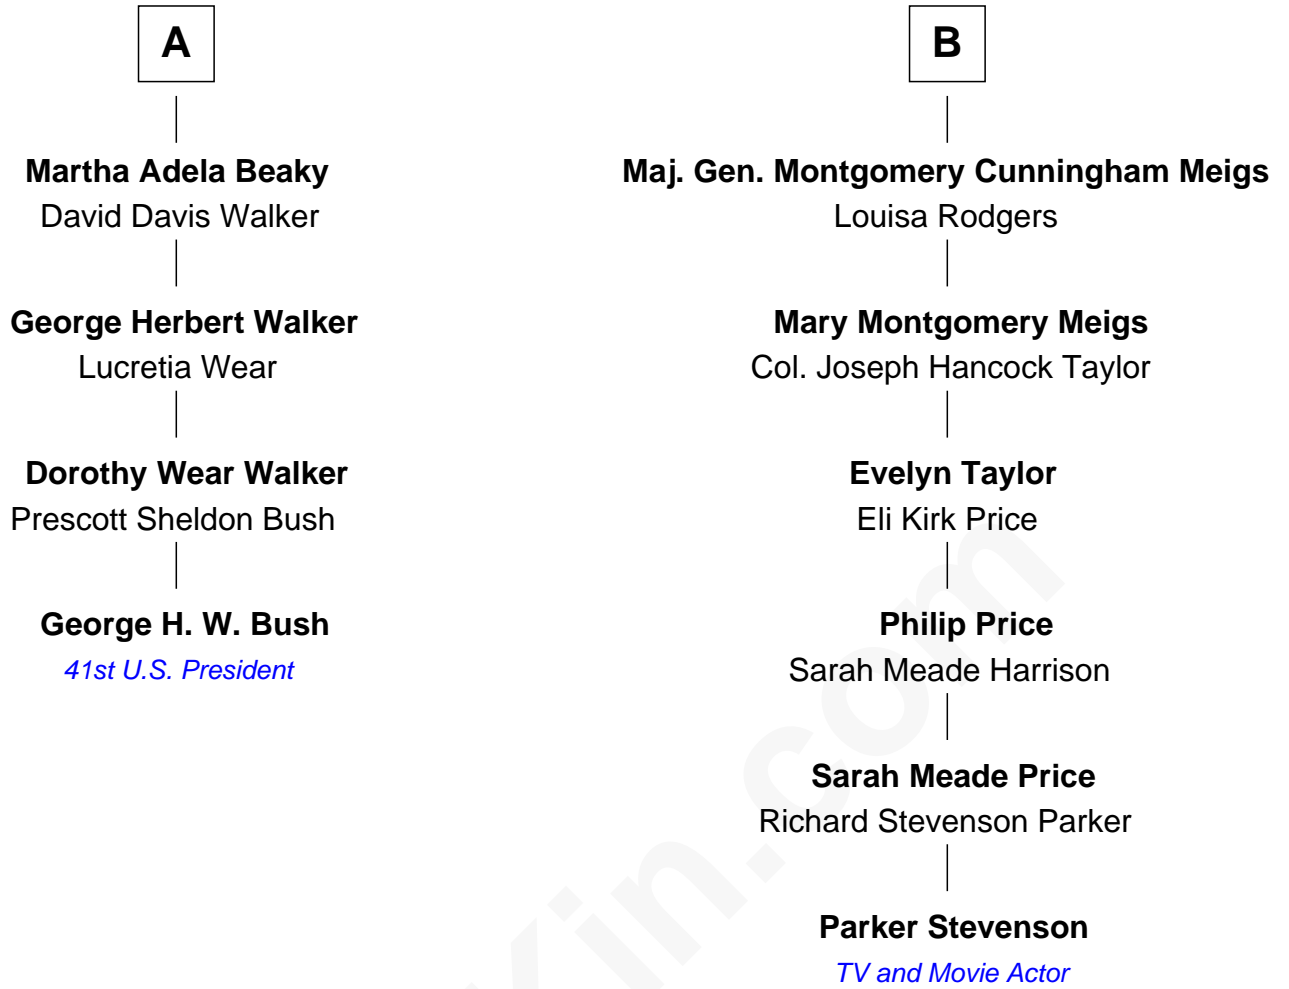 A
Martha Adela Beaky
David Davis Walker
George Herbert Walker
Lucretia Wear
Dorothy Wear Walker
Prescott Sheldon Bush
George H. W. Bush
41st U.S. President
B
Maj. Gen. Montgomery Cunningham Meigs
Louisa Rodgers
Mary Montgomery Meigs
Col. Joseph Hancock Taylor
Evelyn Taylor
Eli Kirk Price
Philip Price
Sarah Meade Harrison
Sarah Meade Price
Richard Stevenson Parker
Parker Stevenson
TV and Movie Actor
Kin.com